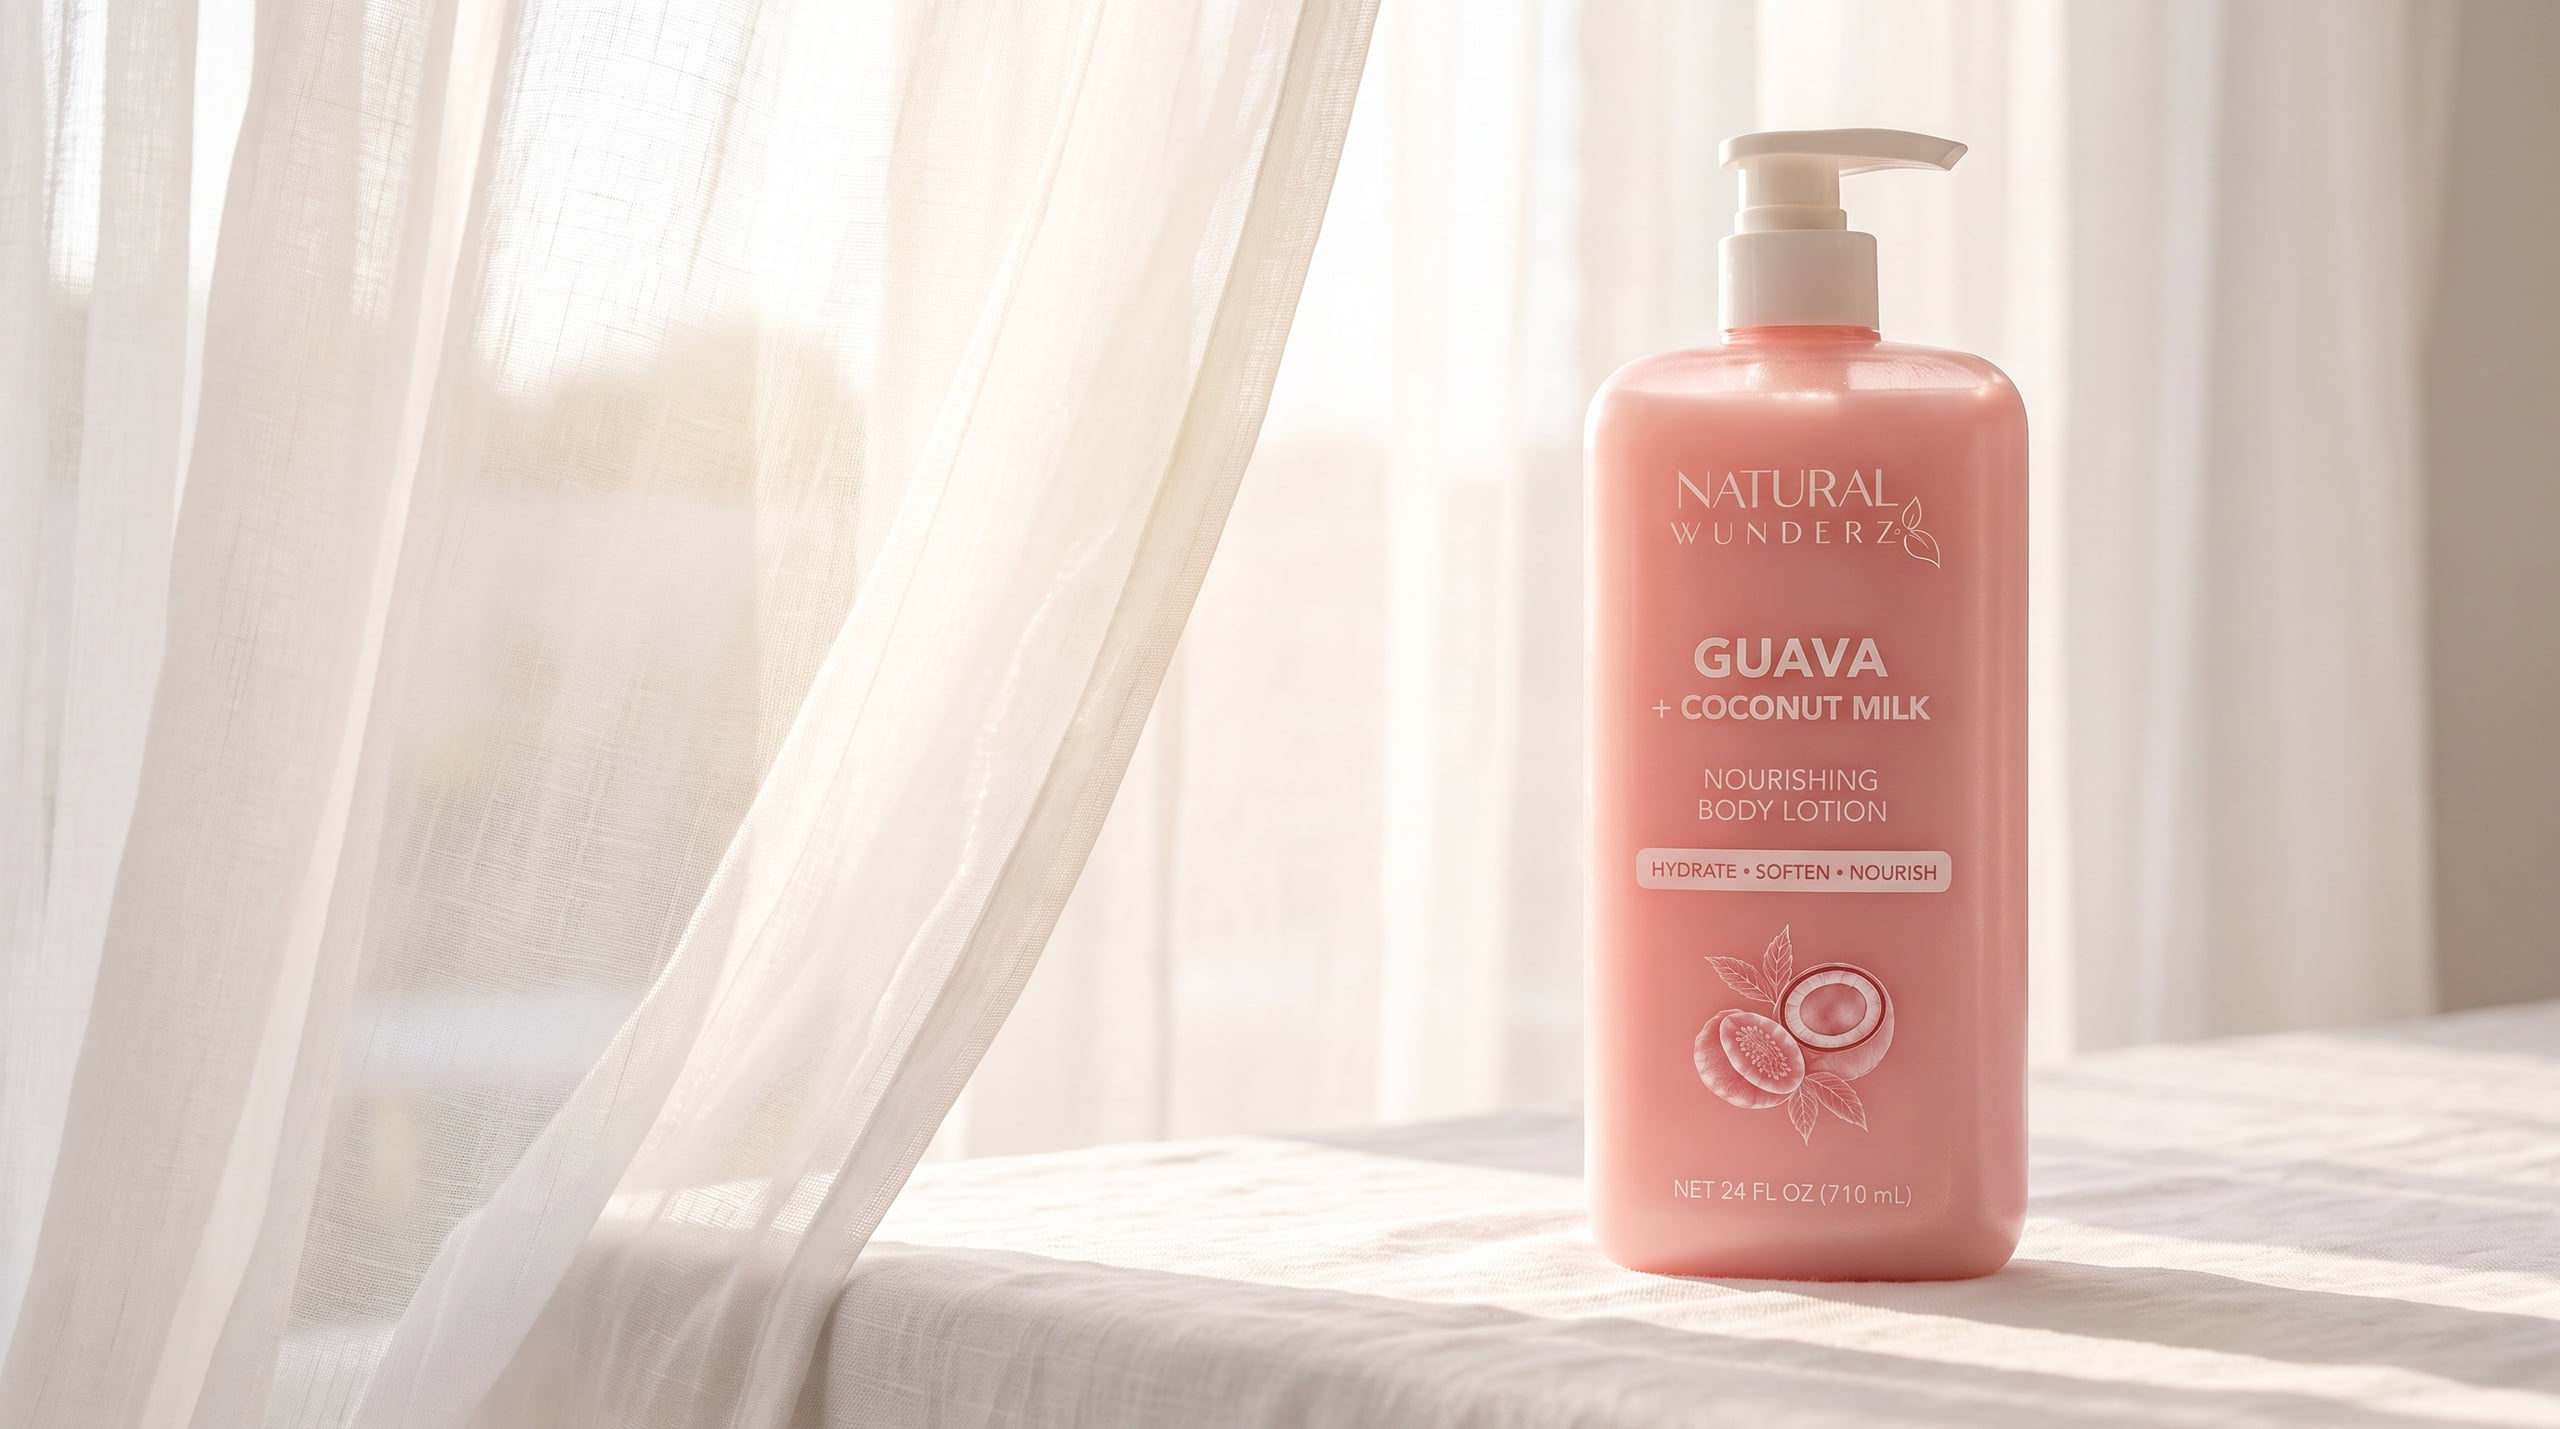 NATURAL
WUNDERZ
GUAVA
+ COCONUT MILK
NOURISHING
BODY LOTION
HYDRATE • SOFTEN • NOURISH
NET 24 FL OZ (710 mL)